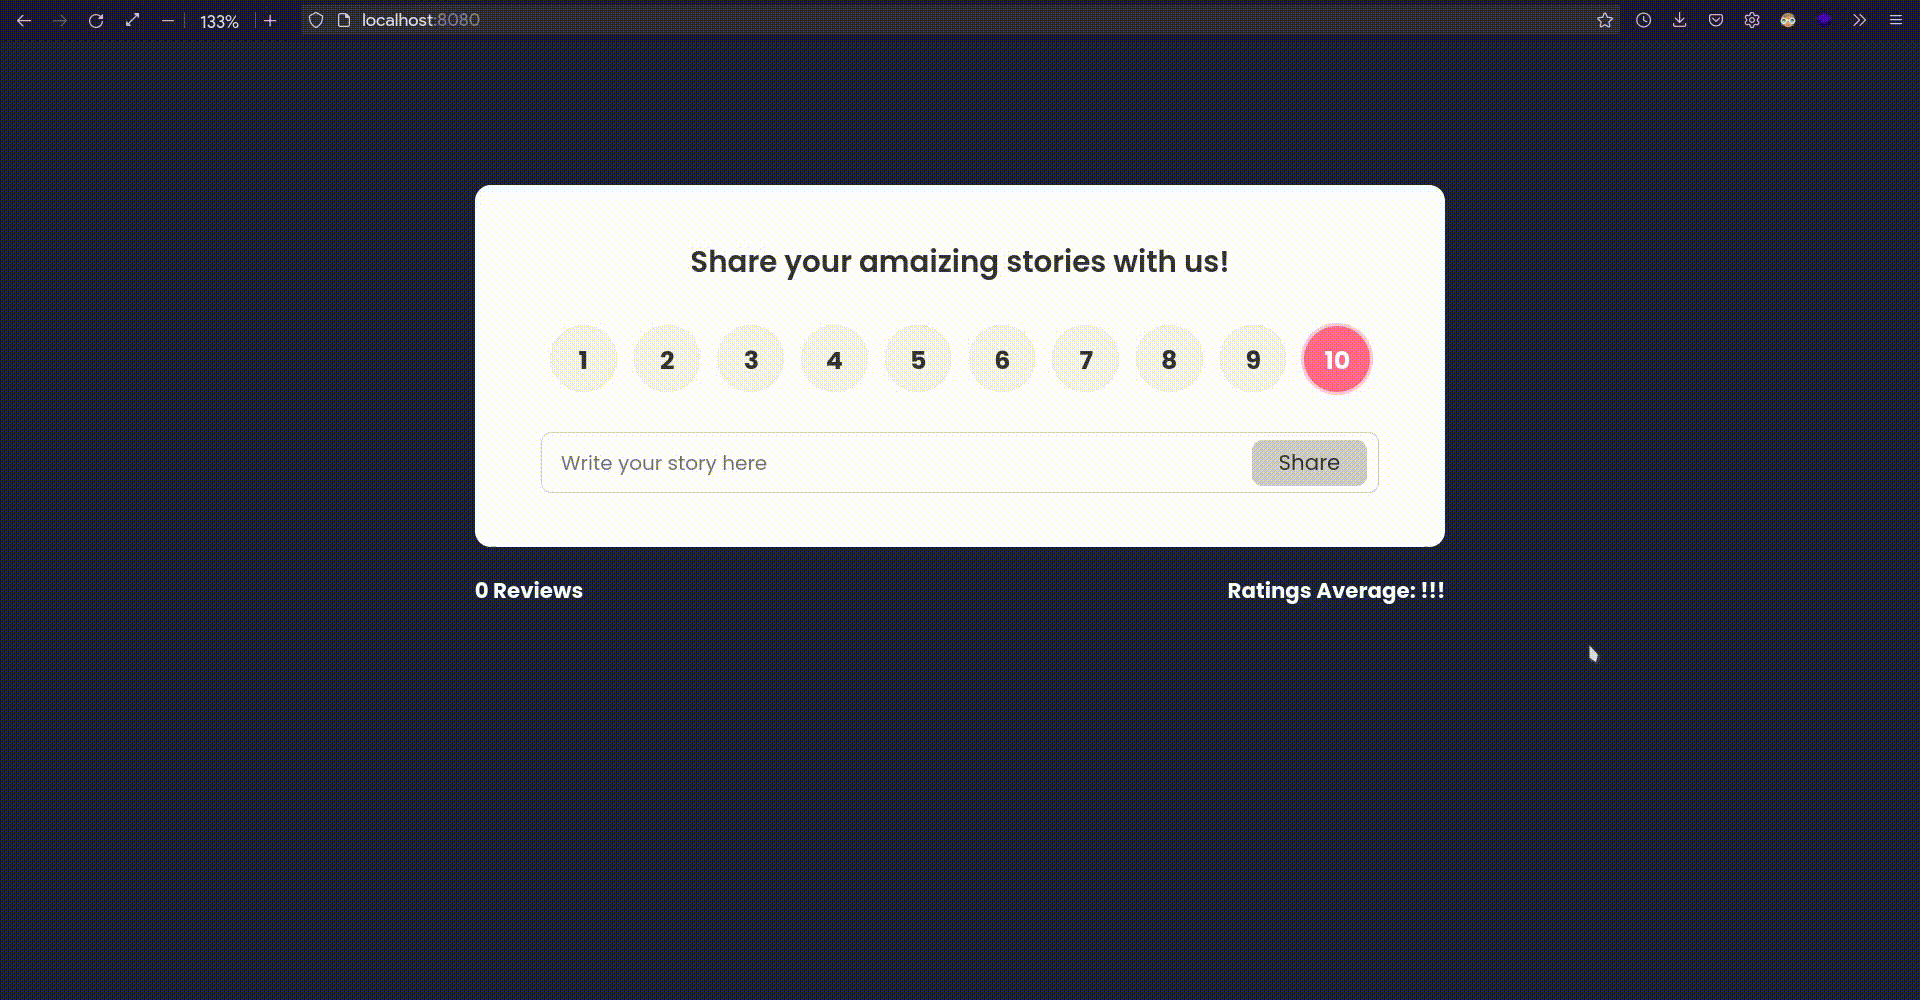 133% localhost:8080
Share your amaizing stories with us!
1 2 3 4 5 6 7 8 9 10
Write your story here Share
0 Reviews Ratings Average: !!!